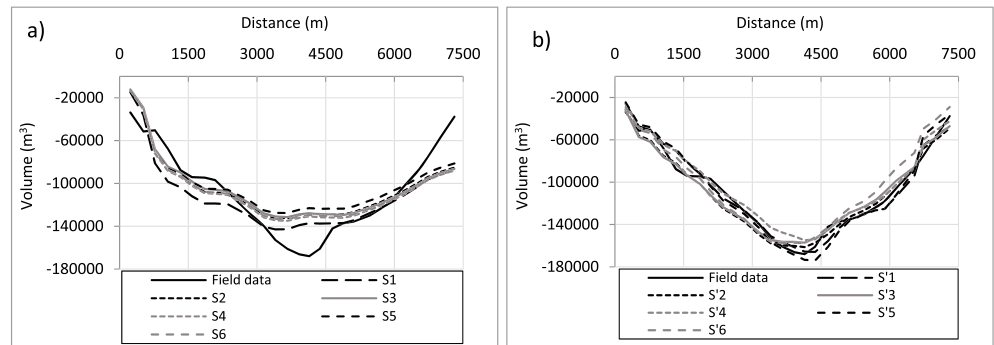 a)
Distance (m)
0 1500 3000 4500 6000 7500
-20000
-60000
-100000
-140000
-180000
Volume (m³)
Field data
S1
S2
S3
S4
S5
S6
b)
Distance (m)
0 1500 3000 4500 6000 7500
-20000
-60000
-100000
-140000
-180000
Volume (m³)
Field data
S'1
S'2
S'3
S'4
S'5
S'6